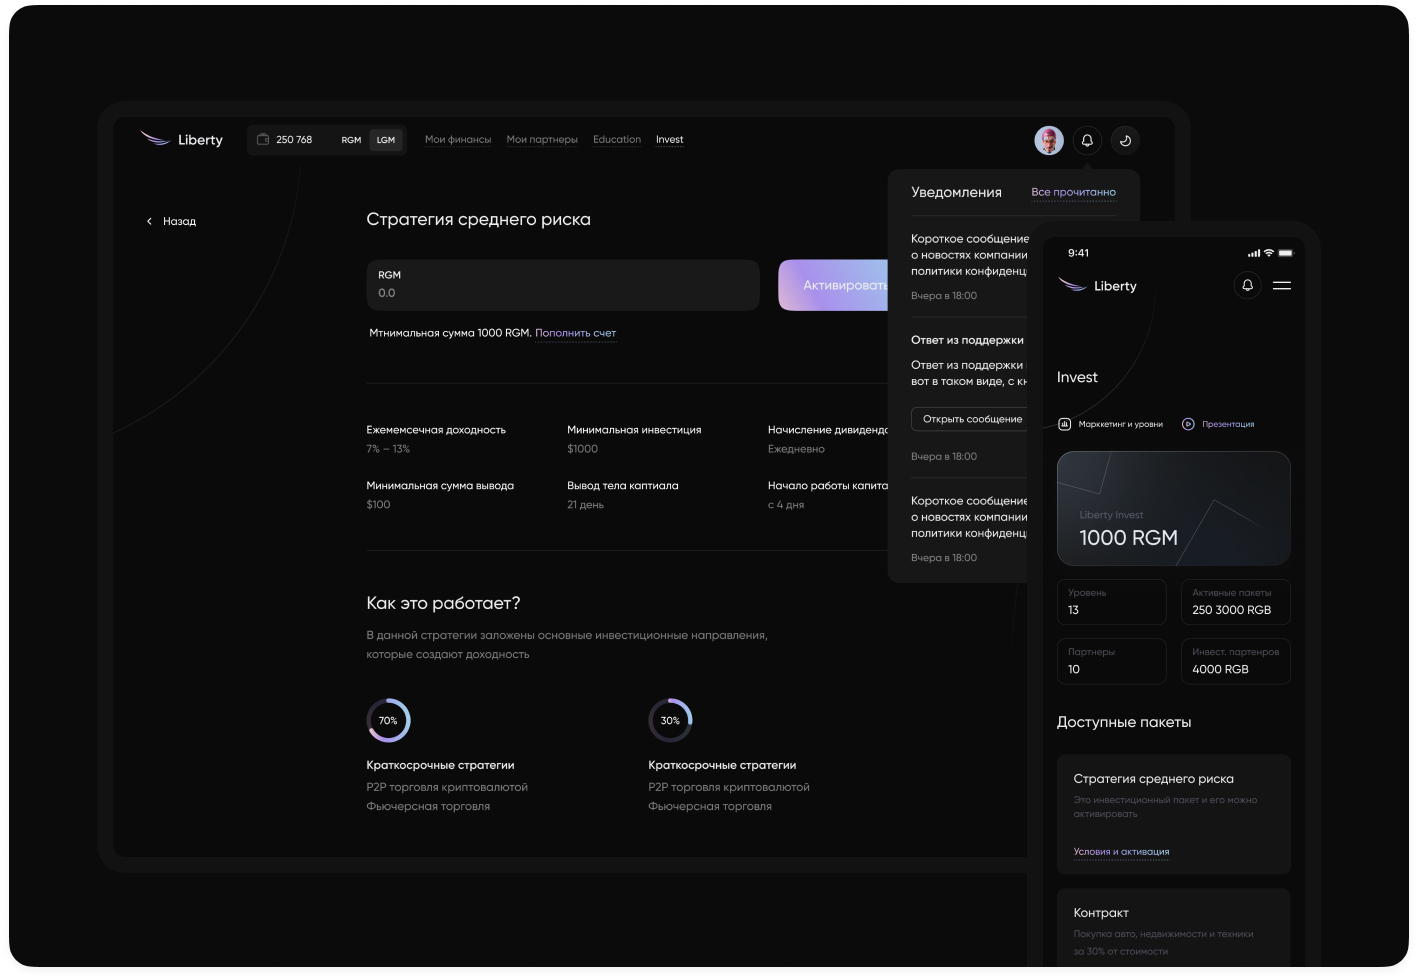 Liberty
250 768
RGM
LGM
Мои финансы
Мои партнеры
Education
Invest
Назад
Стратегия среднего риска
RGM
0.0
Активировать
Мтнимальная сумма 1000 RGM. Пополнить счет
Ежемемсечная доходность
7% – 13%
Минимальная инвестиция
$1000
Начисление дивидендо
Ежедневно
Минимальная сумма вывода
$100
Вывод тела каптиала
21 день
Начало работы капита
с 4 дня
Как это работает?
В данной стратегии заложены основные инвестиционные направления,
которые создают доходность
70%
Краткосрочные стратегии
P2P торговля криптовалютой
Фьючерсная торговля
30%
Краткосрочные стратегии
P2P торговля криптовалютой
Фьючерсная торговля
Уведомления
Все прочитанно
Короткое сообщение
о новостях компании
политики конфиденц
Вчера в 18:00
Ответ из поддержки
Ответ из поддержки
вот в таком виде, с кн
Открыть сообщение
Вчера в 18:00
Короткое сообщение
о новостях компании
политики конфиденц
Вчера в 18:00
9:41
Liberty
Invest
Марккетинг и уровни
Презентация
Liberty Invest
1000 RGM
Уровень
13
Активные пакеты
250 3000 RGB
Партнеры
10
Инвест. партенров
4000 RGB
Доступные пакеты
Стратегия среднего риска
Это инвестиционный пакет и его можно
активировать
Условия и активация
Контракт
Покупка авто, недвижимости и техники
за 30% от стоимости